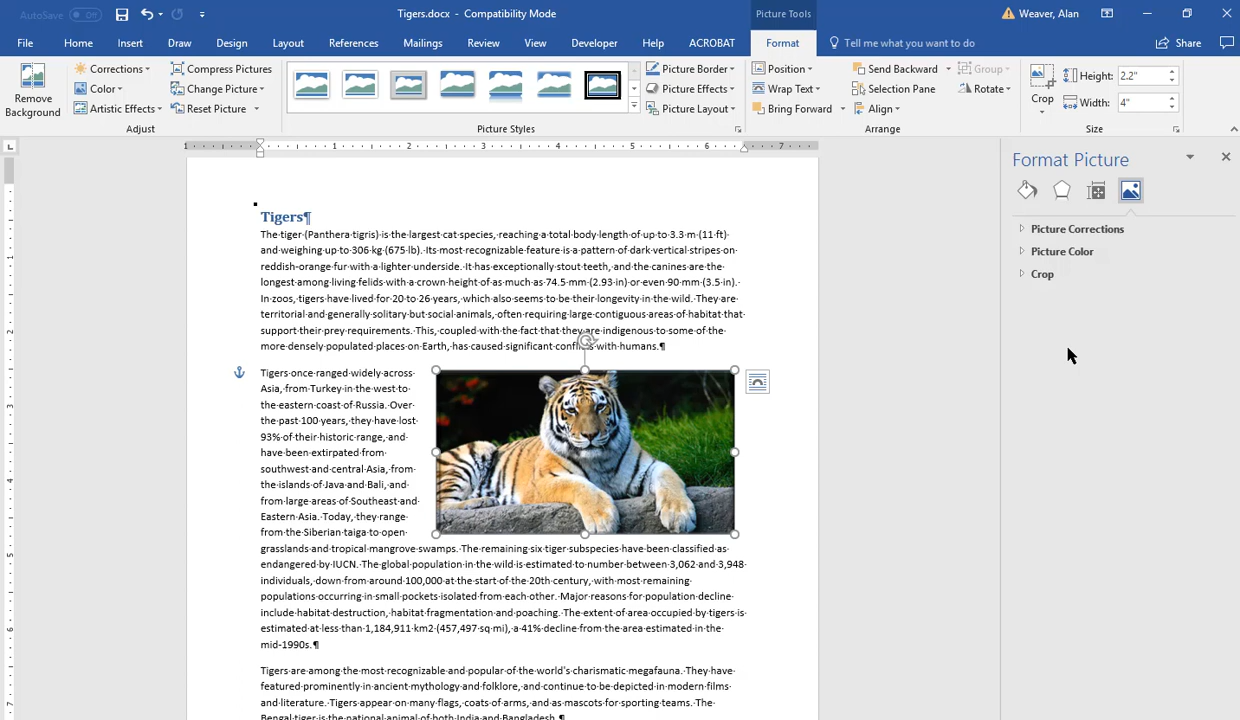 AutoSave Off
Tigers.docx - Compatibility Mode
Picture Tools
Weaver, Alan
File Home Insert Draw Design Layout References Mailings Review View Developer Help ACROBAT Format Tell me what you want to do Share
Remove Background
Corrections
Color
Artistic Effects
Compress Pictures
Change Picture
Reset Picture
Adjust
Picture Styles
Picture Border
Picture Effects
Picture Layout
Position
Wrap Text
Bring Forward
Send Backward
Selection Pane
Align
Group
Rotate
Arrange
Crop
Height: 2.2"
Width: 4"
Size
1 1 2 3 4 5 6 7
Format Picture
Picture Corrections
Picture Color
Crop
Tigers¶
The·tiger·(Panthera·tigris)·is·the·largest·cat·species,·reaching·a·total·body·length·of·up·to·3.3·m·(11·ft)·
and·weighing·up·to·306·kg·(675·lb).·Its·most·recognizable·feature·is·a·pattern·of·dark·vertical·stripes·on·
reddish-orange·fur·with·a·lighter·underside.·It·has·exceptionally·stout·teeth,·and·the·canines·are·the·
longest·among·living·felids·with·a·crown·height·of·as·much·as·74.5·mm·(2.93·in)·or·even·90·mm·(3.5·in).·
In·zoos,·tigers·have·lived·for·20·to·26·years,·which·also·seems·to·be·their·longevity·in·the·wild.·They·are·
territorial·and·generally·solitary·but·social·animals,·often·requiring·large·contiguous·areas·of·habitat·that·
support·their·prey·requirements.·This,·coupled·with·the·fact·that·they·are·indigenous·to·some·of·the·
more·densely·populated·places·on·Earth,·has·caused·significant·conflicts·with·humans.¶
Tigers·once·ranged·widely·across·
Asia,·from·Turkey·in·the·west·to·
the·eastern·coast·of·Russia.·Over·
the·past·100·years,·they·have·lost·
93%·of·their·historic·range,·and·
have·been·extirpated·from·
southwest·and·central·Asia,·from·
the·islands·of·Java·and·Bali,·and·
from·large·areas·of·Southeast·and·
Eastern·Asia.·Today,·they·range·
from·the·Siberian·taiga·to·open·
grasslands·and·tropical·mangrove·swamps.·The·remaining·six·tiger·subspecies·have·been·classified·as·
endangered·by·IUCN.·The·global·population·in·the·wild·is·estimated·to·number·between·3,062·and·3,948·
individuals,·down·from·around·100,000·at·the·start·of·the·20th·century,·with·most·remaining·
populations·occurring·in·small·pockets·isolated·from·each·other.·Major·reasons·for·population·decline·
include·habitat·destruction,·habitat·fragmentation·and·poaching.·The·extent·of·area·occupied·by·tigers·is·
estimated·at·less·than·1,184,911·km2·(457,497·sq·mi),·a·41%·decline·from·the·area·estimated·in·the·
mid-1990s.¶
Tigers·are·among·the·most·recognizable·and·popular·of·the·world's·charismatic·megafauna.·They·have·
featured·prominently·in·ancient·mythology·and·folklore,·and·continue·to·be·depicted·in·modern·films·
and·literature.·Tigers·appear·on·many·flags,·coats·of·arms,·and·as·mascots·for·sporting·teams.·The·
Bengal·tiger·is·the·national·animal·of·both·India·and·Bangladesh.¶